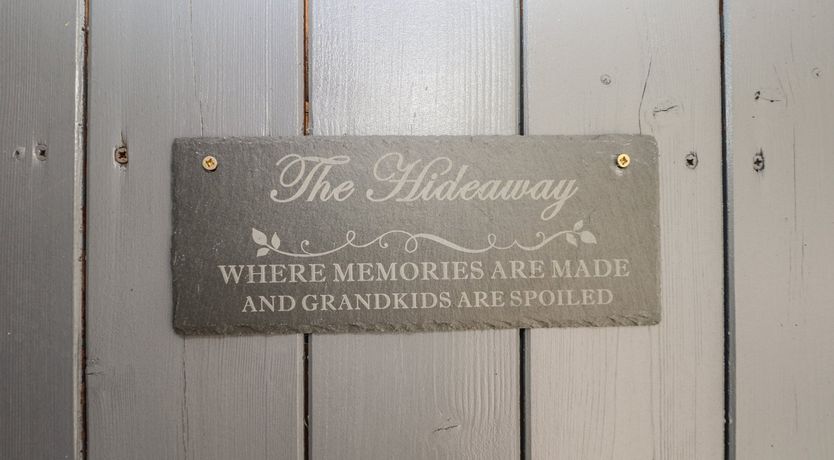 The Hideaway
WHERE MEMORIES ARE MADE
AND GRANDKIDS ARE SPOILED